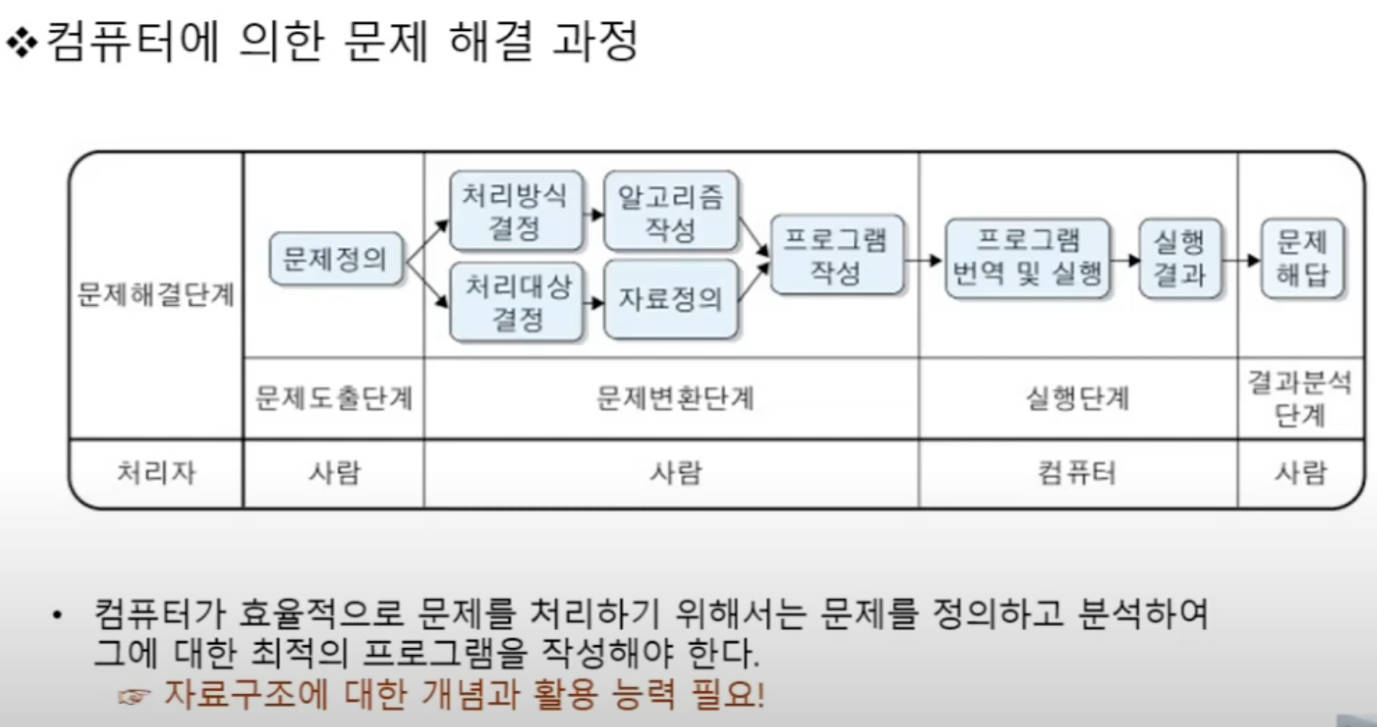 ❖컴퓨터에 의한 문제 해결 과정
문제해결단계
문제정의
처리방식
결정
알고리즘
작성
처리대상
결정
자료정의
프로그램
작성
프로그램
번역 및 실행
실행
결과
문제
해답
문제도출단계
문제변환단계
실행단계
결과분석
단계
처리자
사람
사람
컴퓨터
사람
• 컴퓨터가 효율적으로 문제를 처리하기 위해서는 문제를 정의하고 분석하여
그에 대한 최적의 프로그램을 작성해야 한다.
☞ 자료구조에 대한 개념과 활용 능력 필요!